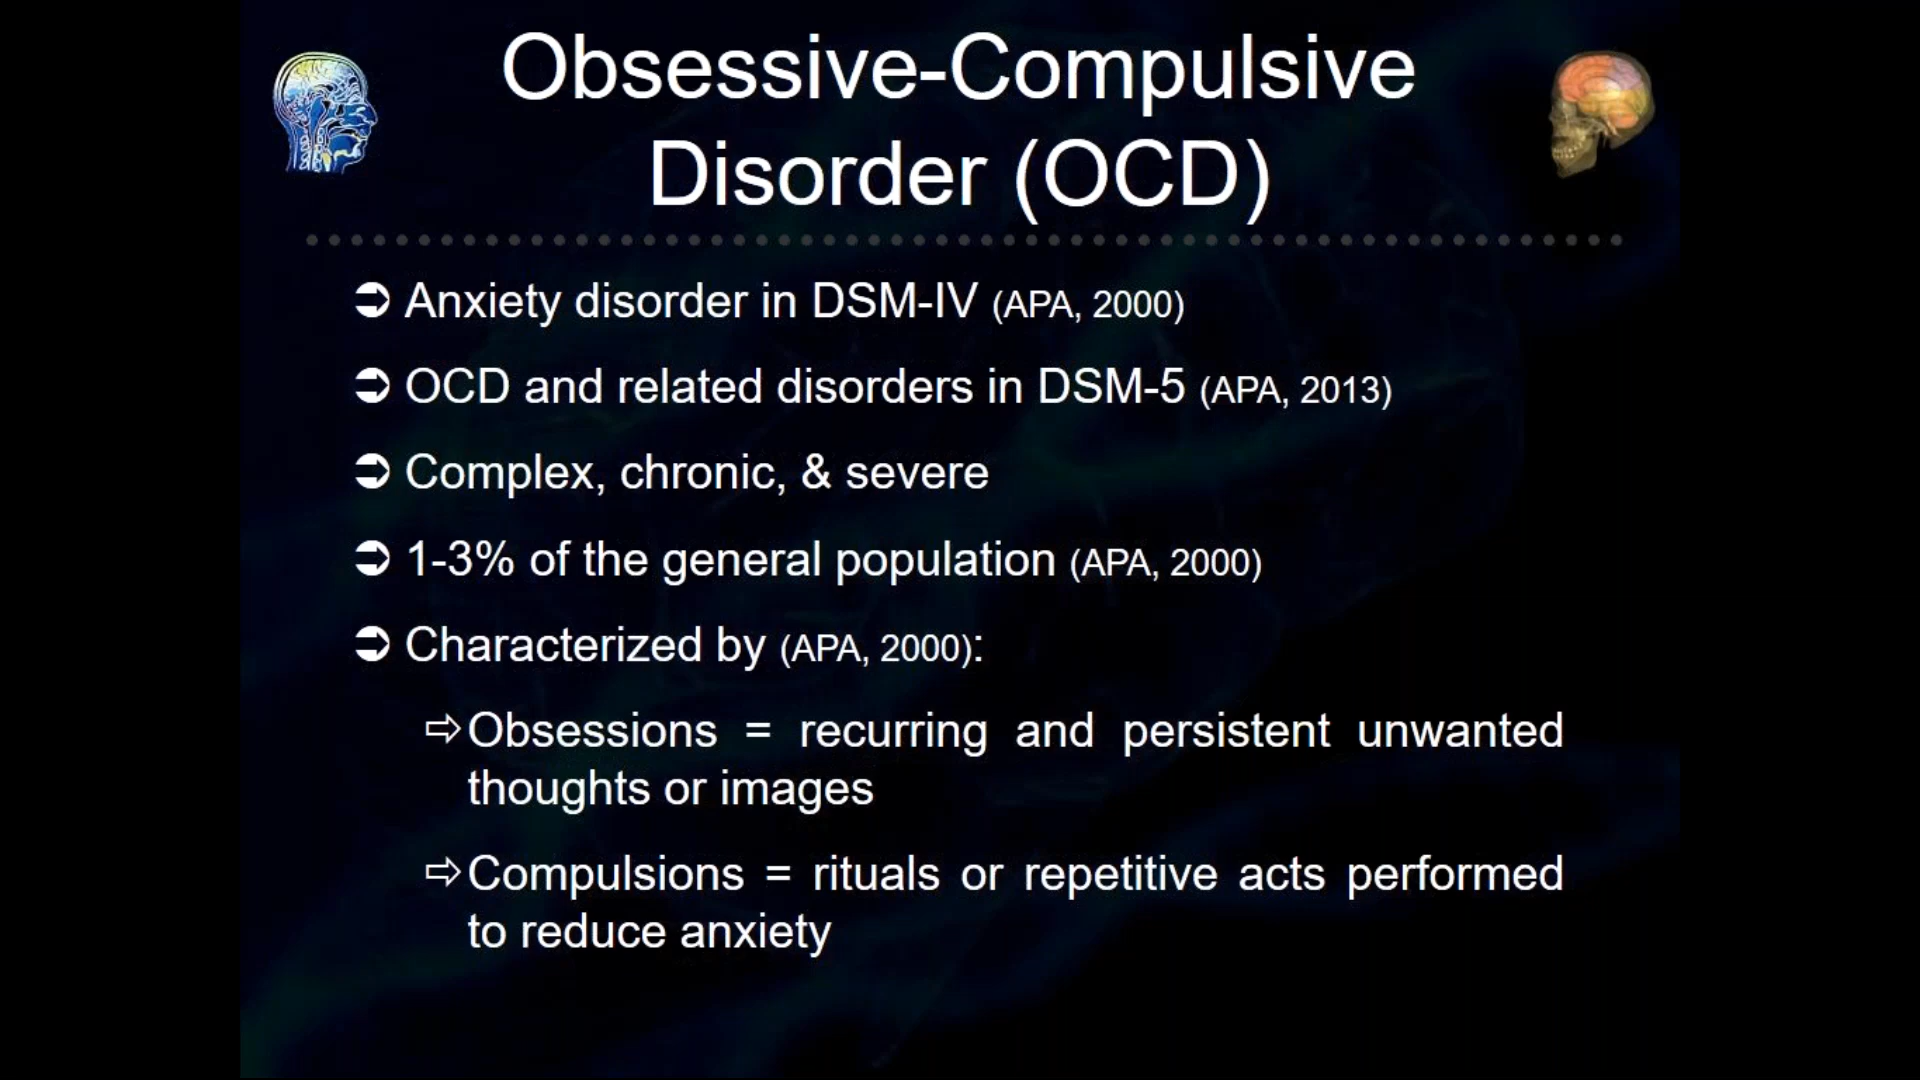 Obsessive-Compulsive
Disorder (OCD)
➲ Anxiety disorder in DSM-IV (APA, 2000)
➲ OCD and related disorders in DSM-5 (APA, 2013)
➲ Complex, chronic, & severe
➲ 1-3% of the general population (APA, 2000)
➲ Characterized by (APA, 2000):
⇨ Obsessions = recurring and persistent unwanted
thoughts or images
⇨ Compulsions = rituals or repetitive acts performed
to reduce anxiety